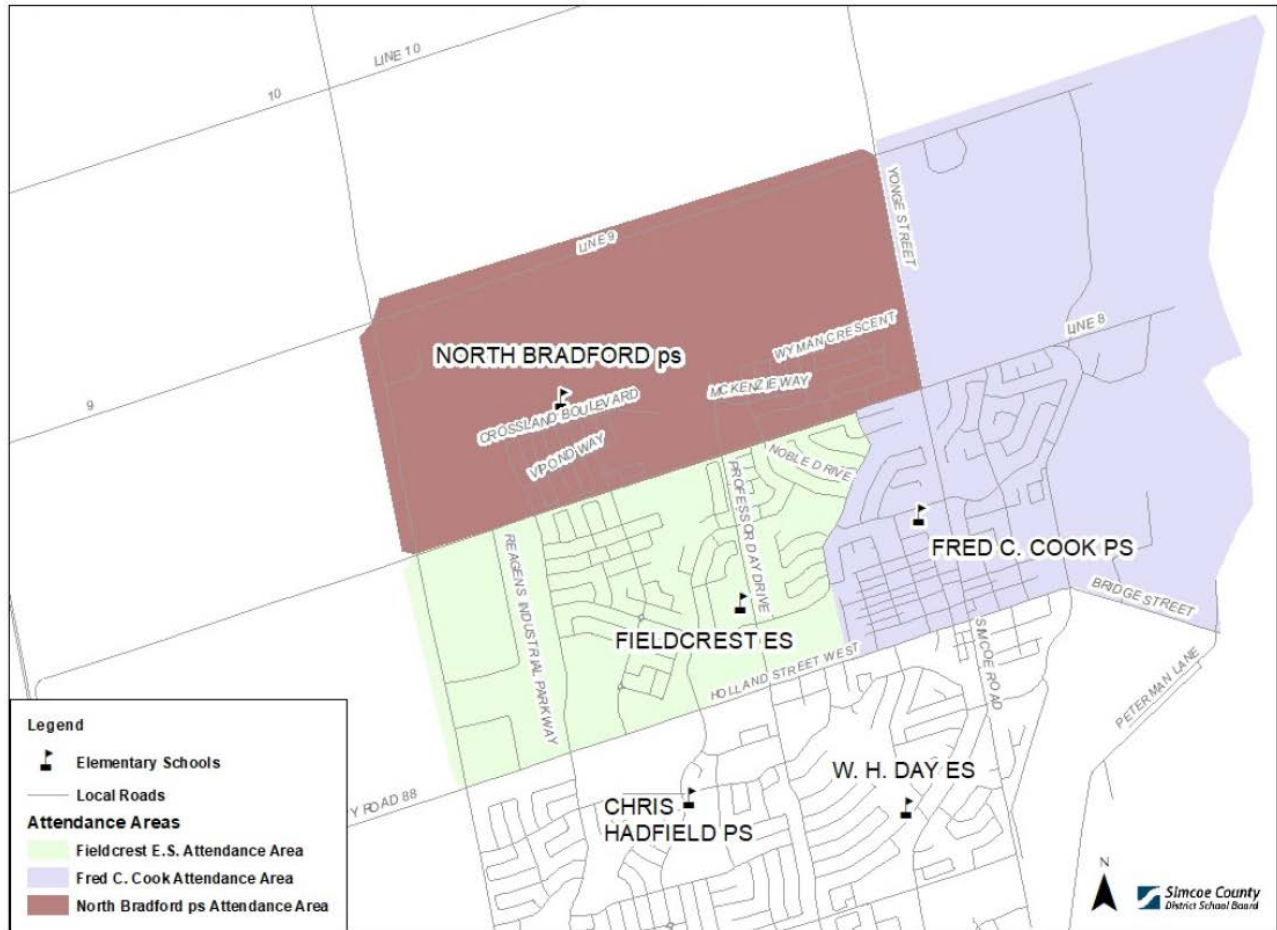 LINE 10
10
YONGE STREET
LINE 9
LINE 8
WYMAN CRESCENT
NORTH BRADFORD ps
MCKENZIE WAY
9
CROSSLAND BOULEVARD
VIPOND WAY
NOBLE DRIVE
PROFESSOR DAY DRIVE
FRED C. COOK PS
REAGENS INDUSTRIAL PARKWAY
BRIDGE STREET
FIELDCREST ES
SIMCOE ROAD
HOLLAND STREET WEST
PETERMAN LANE
W. H. DAY ES
Y ROAD 88
CHRIS
HADFIELD PS
Legend
Elementary Schools
Local Roads
Attendance Areas
Fieldcrest E.S. Attendance Area
Fred C. Cook Attendance Area
North Bradford ps Attendance Area
N
Simcoe County
District School Board